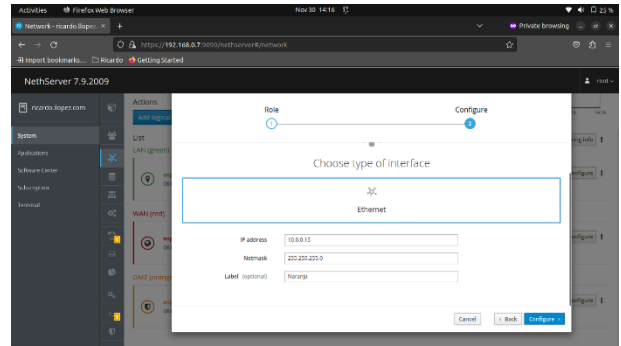 Activities Firefox Web Browser Nov 30 14:16 25 %
Network - ricardo.llopez × + Private browsing
https://192.168.0.7:9090/nethserver#/network
Import bookmarks... Ricardo Getting Started
NethServer 7.9.2009 root
ricardo.llopez.com
System
Applications
Software Center
Subscription
Terminal
Actions
Add logical
List
LAN (green)
WAN (red)
DMZ (orange
Role Configure
1 2
Choose type of interface
Ethernet
IP address 10.0.0.15
Netmask 255.255.255.0
Label (optional) Naranja
Cancel ‹ Back Configure ›